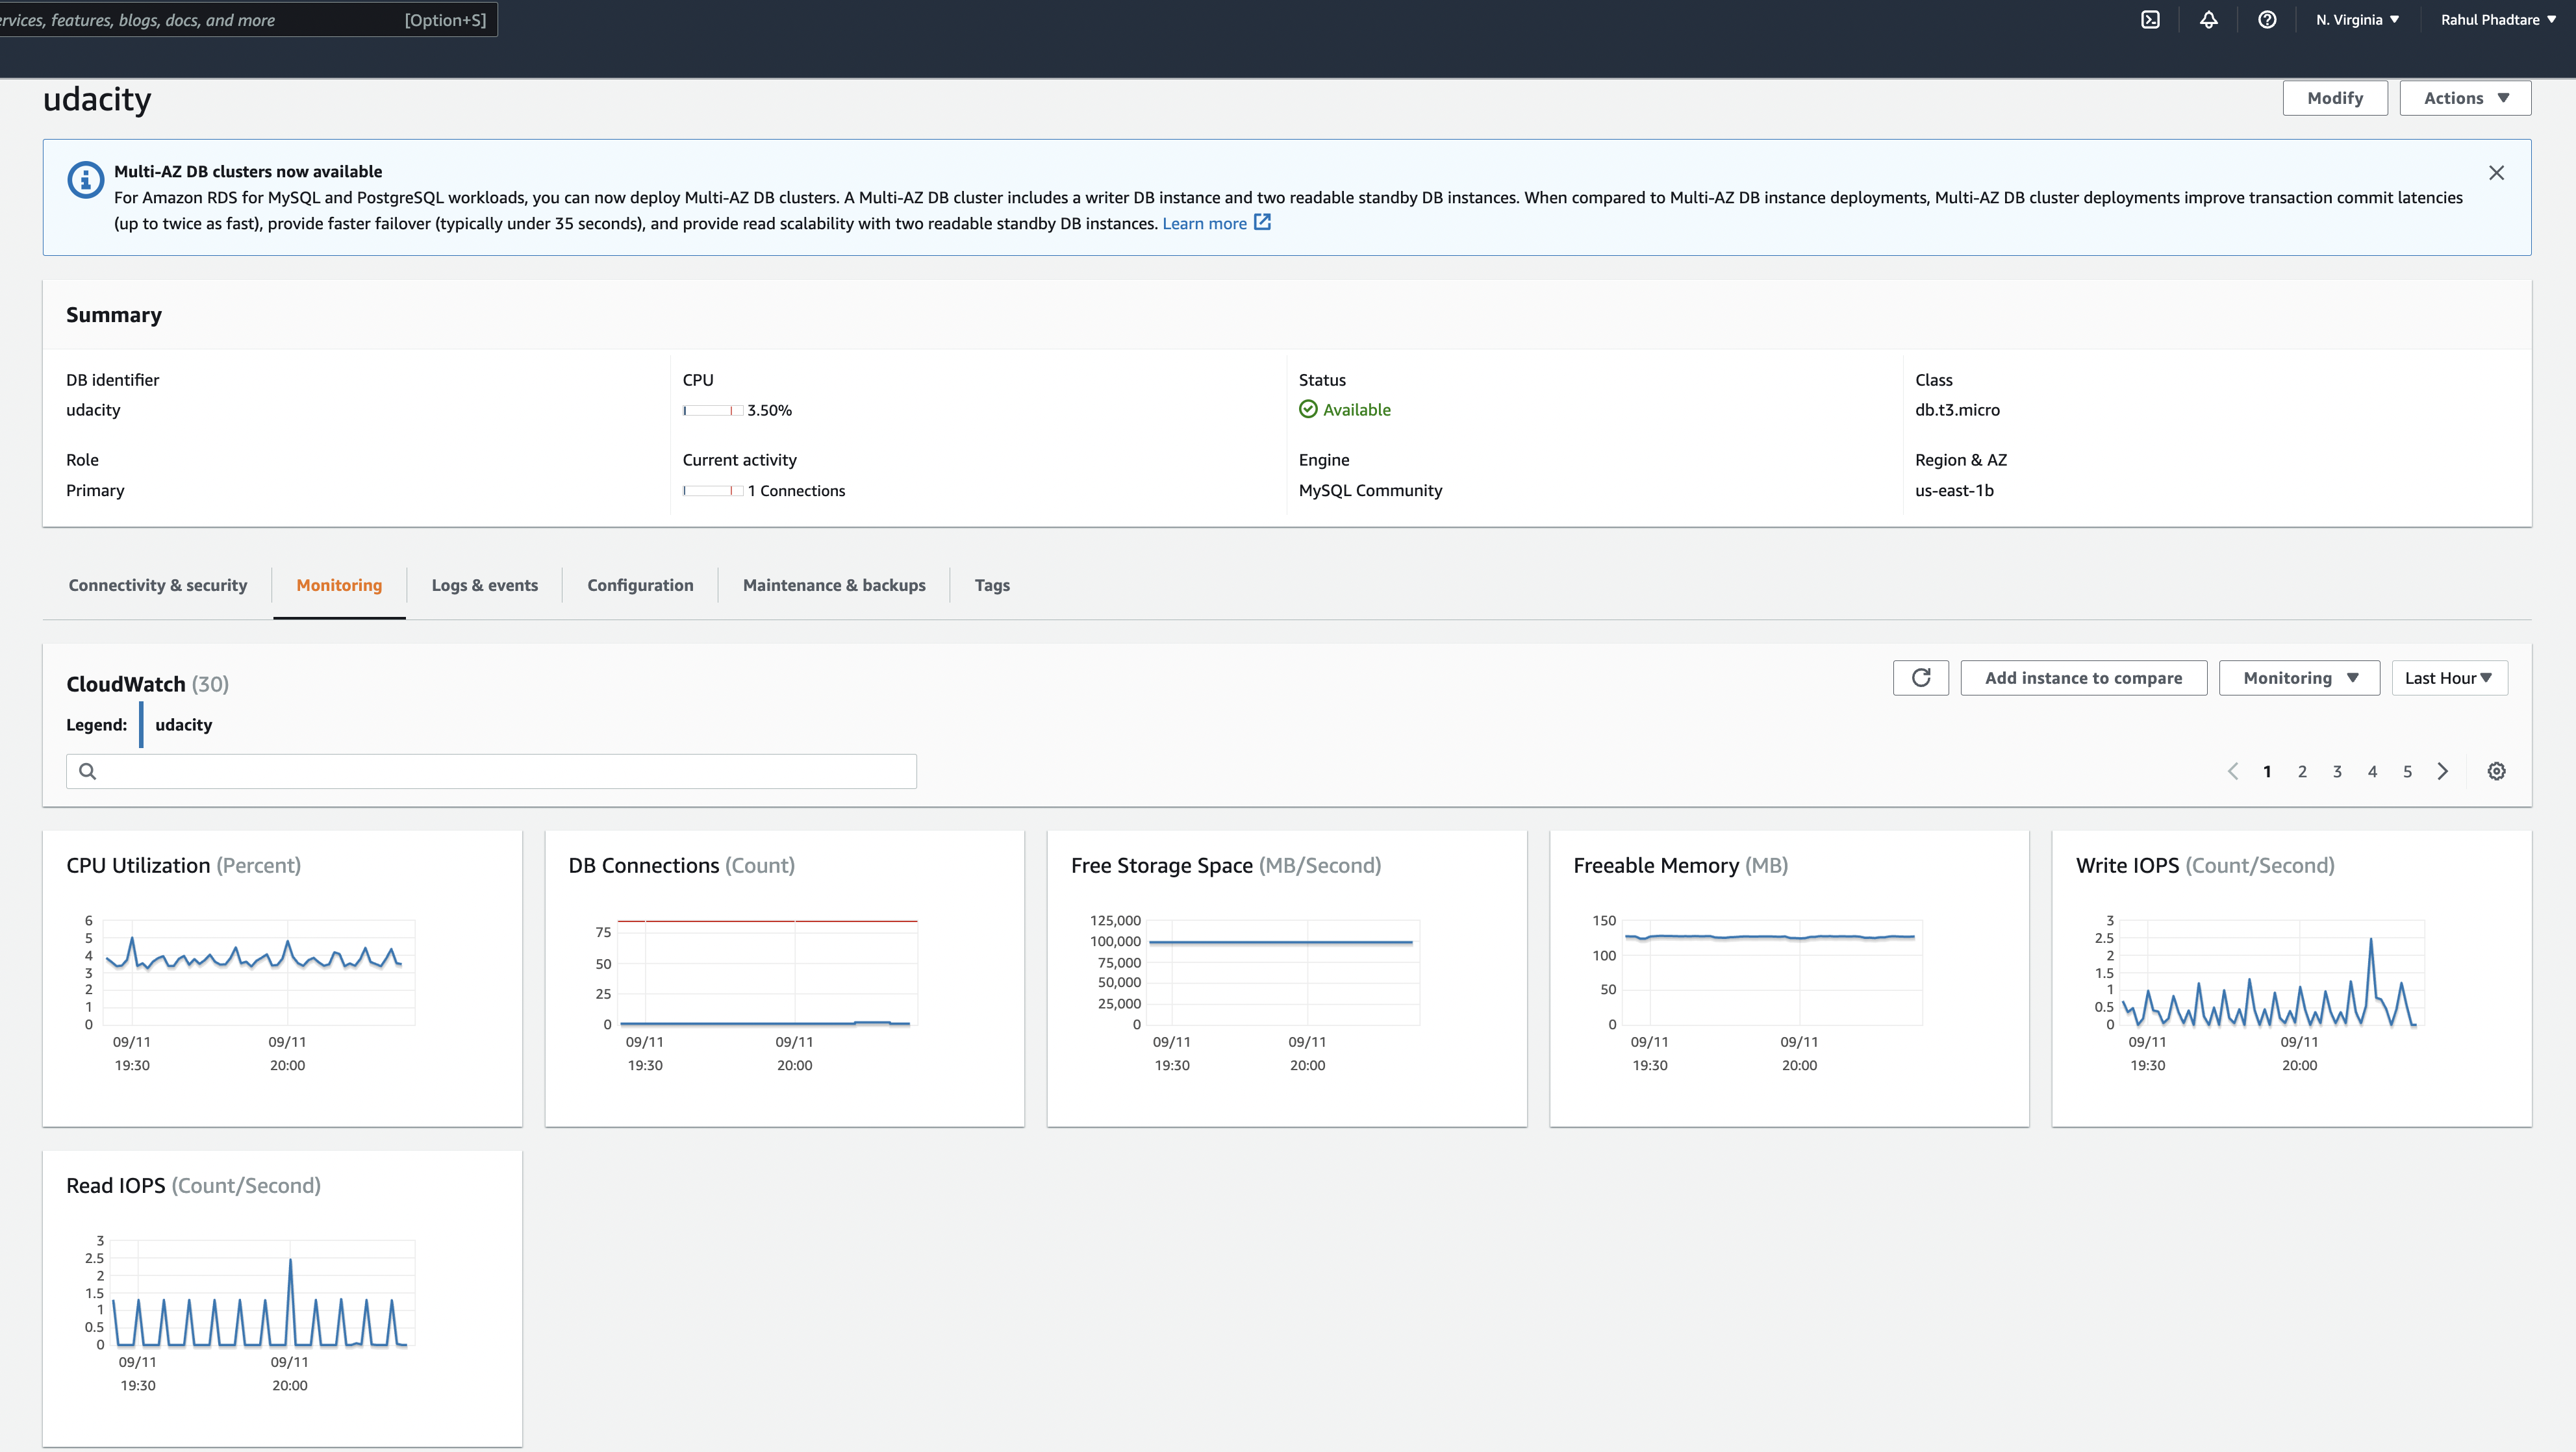 services, features, blogs, docs, and more [Option+S] N. Virginia Rahul Phadtare
udacity Modify Actions
Multi-AZ DB clusters now available
For Amazon RDS for MySQL and PostgreSQL workloads, you can now deploy Multi-AZ DB clusters. A Multi-AZ DB cluster includes a writer DB instance and two readable standby DB instances. When compared to Multi-AZ DB instance deployments, Multi-AZ DB cluster deployments improve transaction commit latencies
(up to twice as fast), provide faster failover (typically under 35 seconds), and provide read scalability with two readable standby DB instances. Learn more
Summary
DB identifier CPU Status Class
udacity 3.50% Available db.t3.micro
Role Current activity Engine Region & AZ
Primary 1 Connections MySQL Community us-east-1b
Connectivity & security Monitoring Logs & events Configuration Maintenance & backups Tags
CloudWatch (30) Add instance to compare Monitoring Last Hour
Legend: udacity
1 2 3 4 5
CPU Utilization (Percent)
6
5
4
3
2
1
0
09/11 09/11
19:30 20:00
DB Connections (Count)
75
50
25
0
09/11 09/11
19:30 20:00
Free Storage Space (MB/Second)
125,000
100,000
75,000
50,000
25,000
0
09/11 09/11
19:30 20:00
Freeable Memory (MB)
150
100
50
0
09/11 09/11
19:30 20:00
Write IOPS (Count/Second)
3
2.5
2
1.5
1
0.5
0
09/11 09/11
19:30 20:00
Read IOPS (Count/Second)
3
2.5
2
1.5
1
0.5
0
09/11 09/11
19:30 20:00